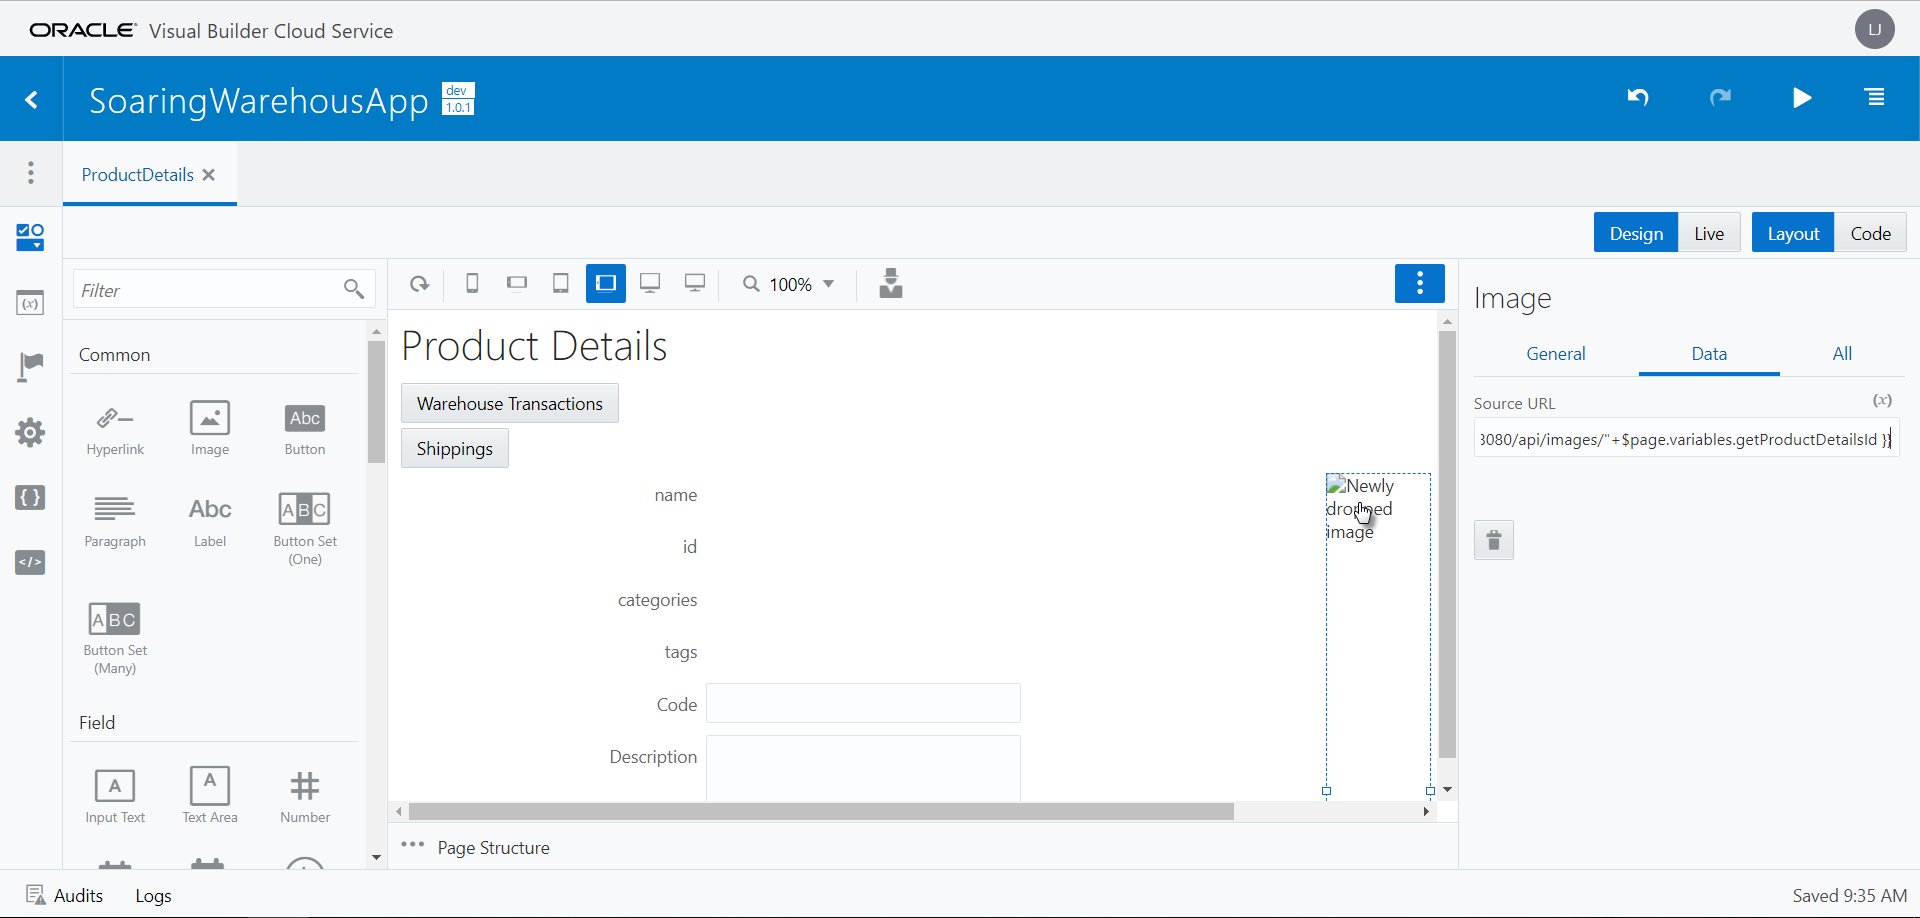 ORACLE Visual Builder Cloud Service
IJ
SoaringWarehousApp
dev
1.0.1
ProductDetails
Design
Live
Layout
Code
Filter
100%
Image
General
Data
All
Source URL
(x)
3080/api/images/"+$page.variables.getProductDetailsId }}
Common
Hyperlink
Image
Abc
Button
Paragraph
Abc
Label
ABC
Button Set
(One)
ABC
Button Set
(Many)
Field
A
Input Text
A
Text Area
Number
Product Details
Warehouse Transactions
Shippings
name
id
categories
tags
Code
Description
Newly
dropped
image
Page Structure
Audits
Logs
Saved 9:35 AM
(x)
{ }
</>